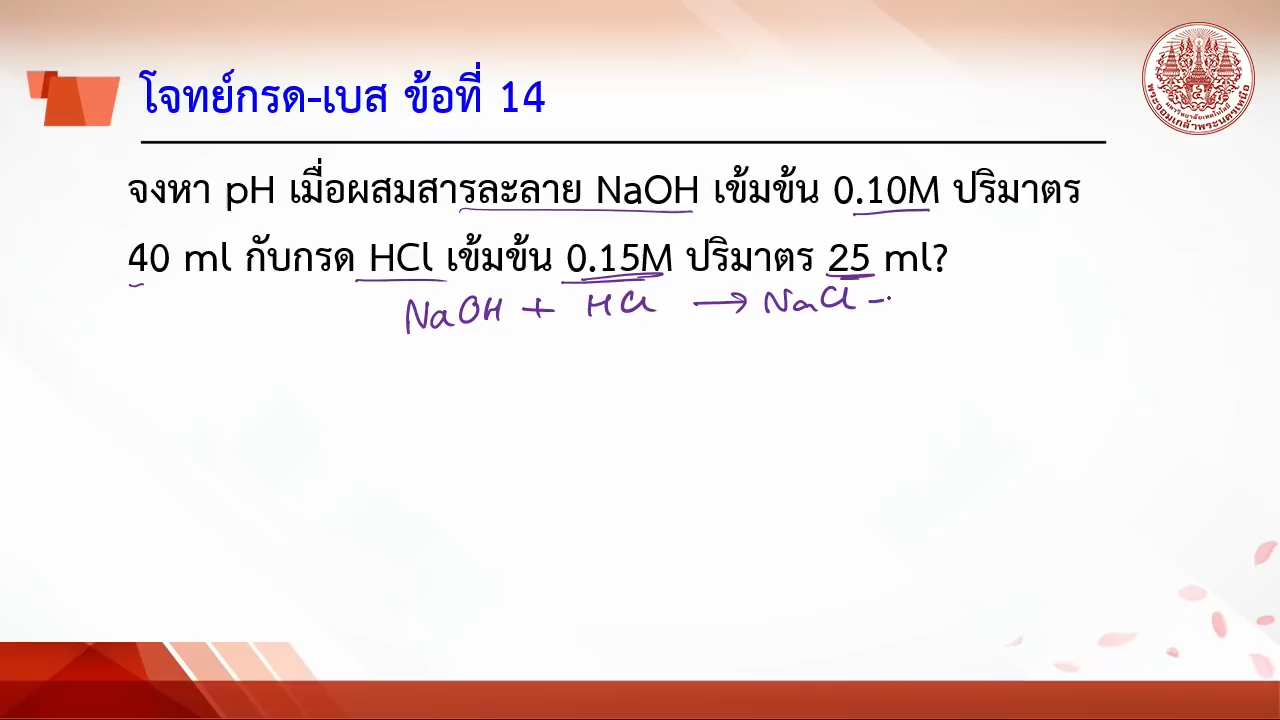 โจทย์กรด-เบส ข้อที่ 14
จงหา pH เมื่อผสมสารละลาย NaOH เข้มข้น 0.10M ปริมาตร
40 ml กับกรด HCl เข้มข้น 0.15M ปริมาตร 25 ml?
NaOH + HCl → NaCl -